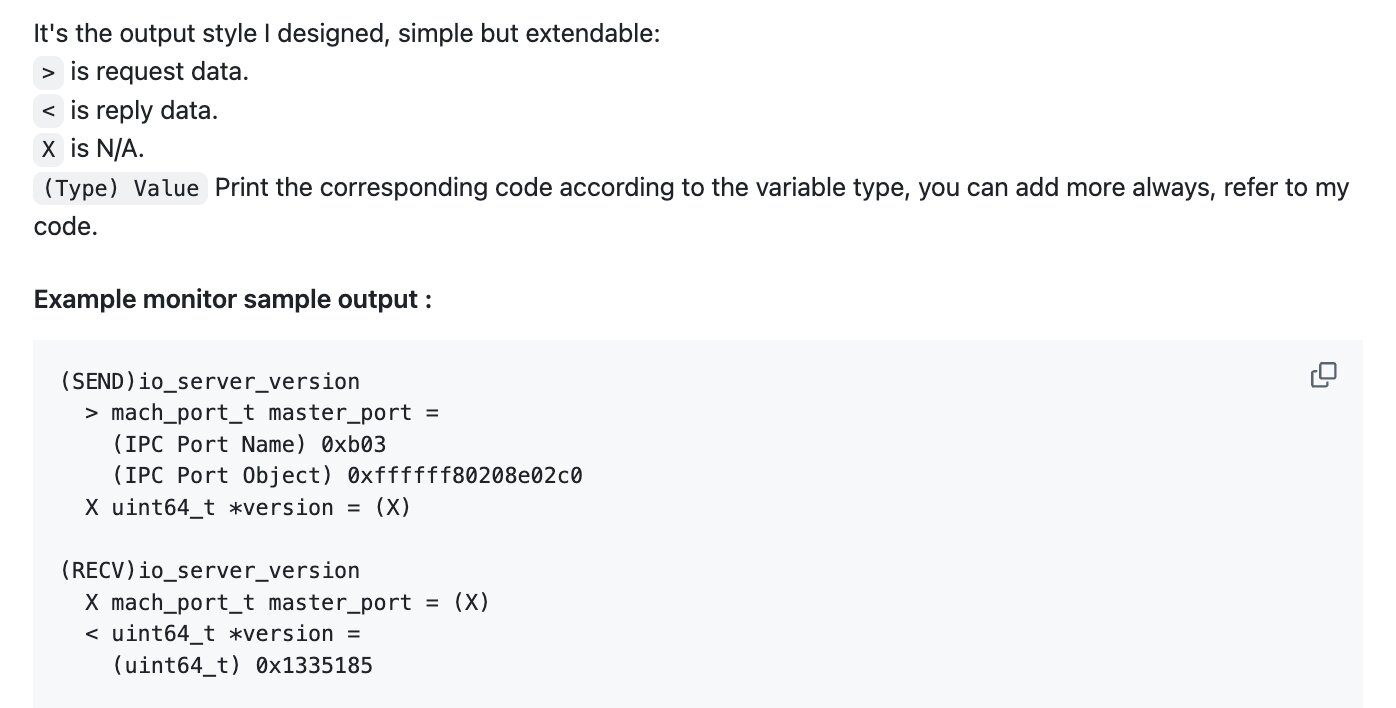 It's the output style I designed, simple but extendable:
> is request data.
< is reply data.
X is N/A.
(Type) Value Print the corresponding code according to the variable type, you can add more always, refer to my
code.
Example monitor sample output :
(SEND)io_server_version
  > mach_port_t master_port =
    (IPC Port Name) 0xb03
    (IPC Port Object) 0xffffff80208e02c0
  X uint64_t *version = (X)
(RECV)io_server_version
  X mach_port_t master_port = (X)
  < uint64_t *version =
    (uint64_t) 0x1335185